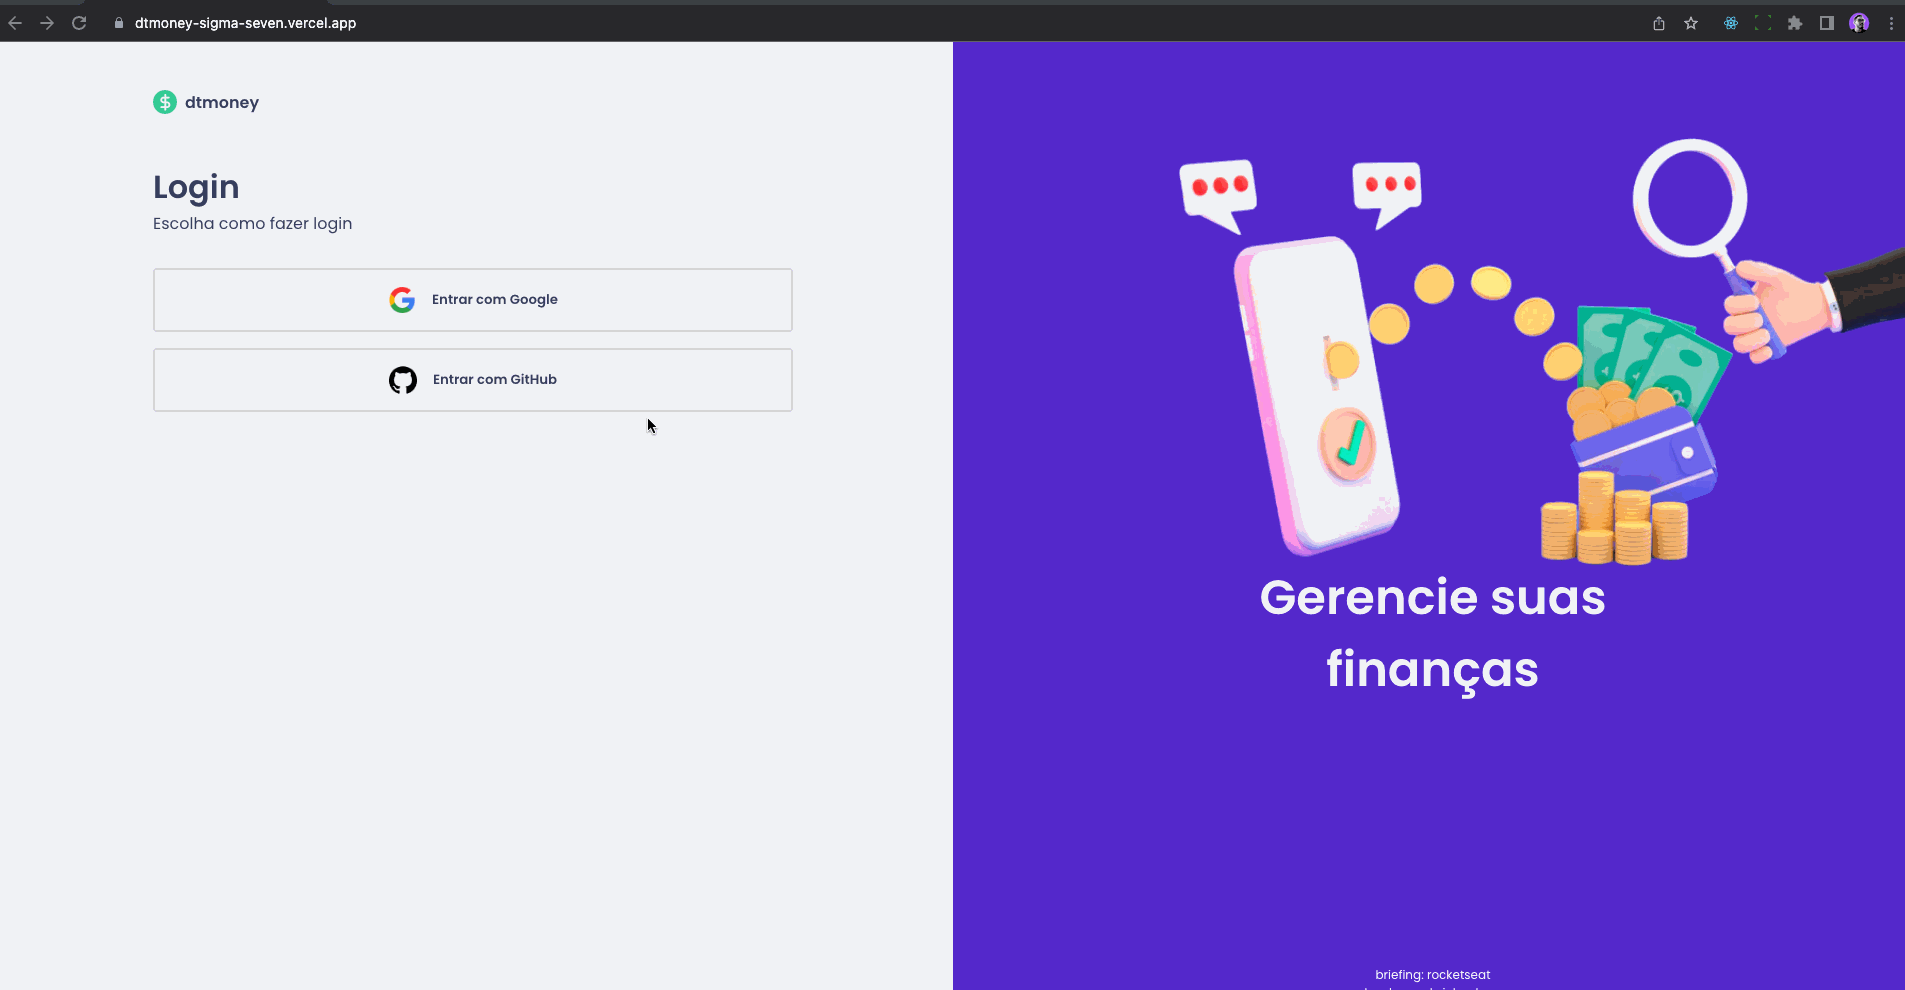 dtmoney-sigma-seven.vercel.app
dtmoney
Login
Escolha como fazer login
Entrar com Google
Entrar com GitHub
Gerencie suas
finanças
briefing: rocketseat